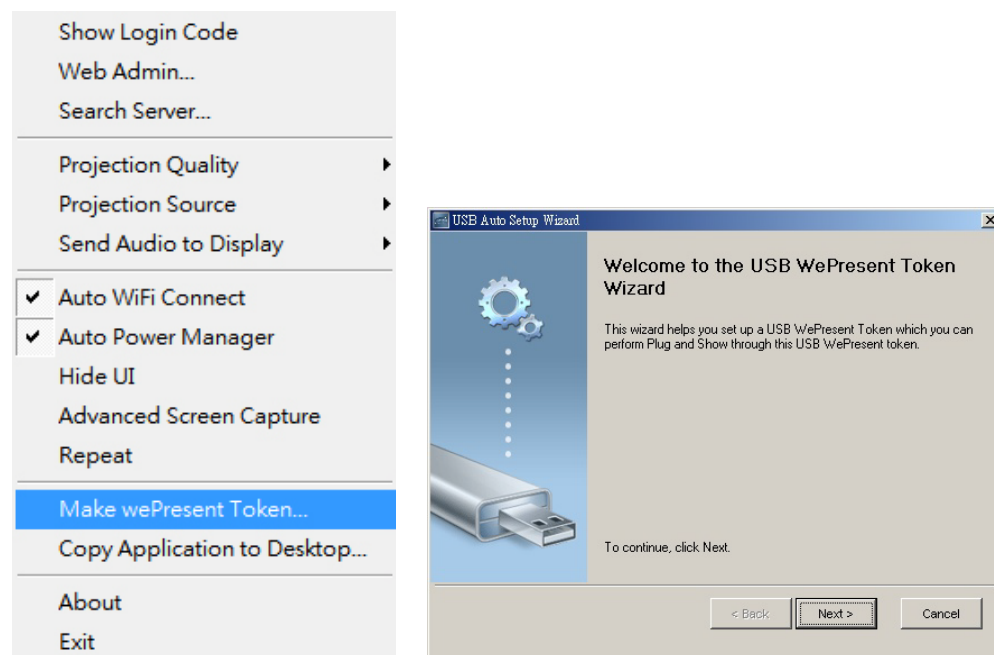 Show Login Code
Web Admin...
Search Server...
Projection Quality
Projection Source
Send Audio to Display
Auto WiFi Connect
Auto Power Manager
Hide UI
Advanced Screen Capture
Repeat
Make wePresent Token...
Copy Application to Desktop...
About
Exit
USB Auto Setup Wizard
Welcome to the USB WePresent Token
Wizard
This wizard helps you set up a USB WePresent Token which you can
perform Plug and Show through this USB WePresent token.
To continue, click Next.
< Back
Next >
Cancel